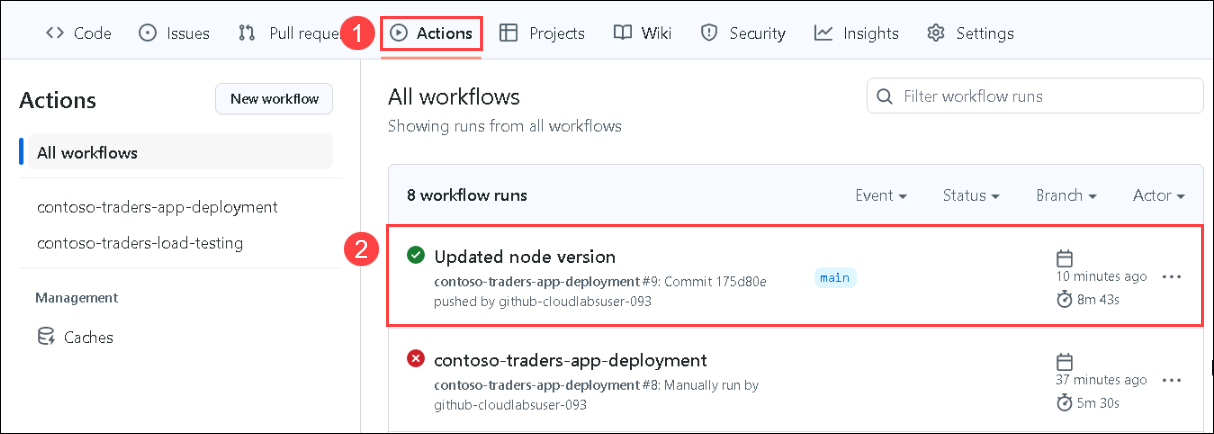 Code Issues Pull reque 1 Actions Projects Wiki Security Insights Settings
Actions
New workflow
All workflows
contoso-traders-app-deployment
contoso-traders-load-testing
Management
Caches
All workflows
Showing runs from all workflows
Filter workflow runs
8 workflow runs
Event Status Branch Actor
2
Updated node version
contoso-traders-app-deployment #9: Commit 175d80e
pushed by github-cloudlabsuser-093
main
10 minutes ago
8m 43s
contoso-traders-app-deployment
contoso-traders-app-deployment #8: Manually run by
github-cloudlabsuser-093
37 minutes ago
5m 30s